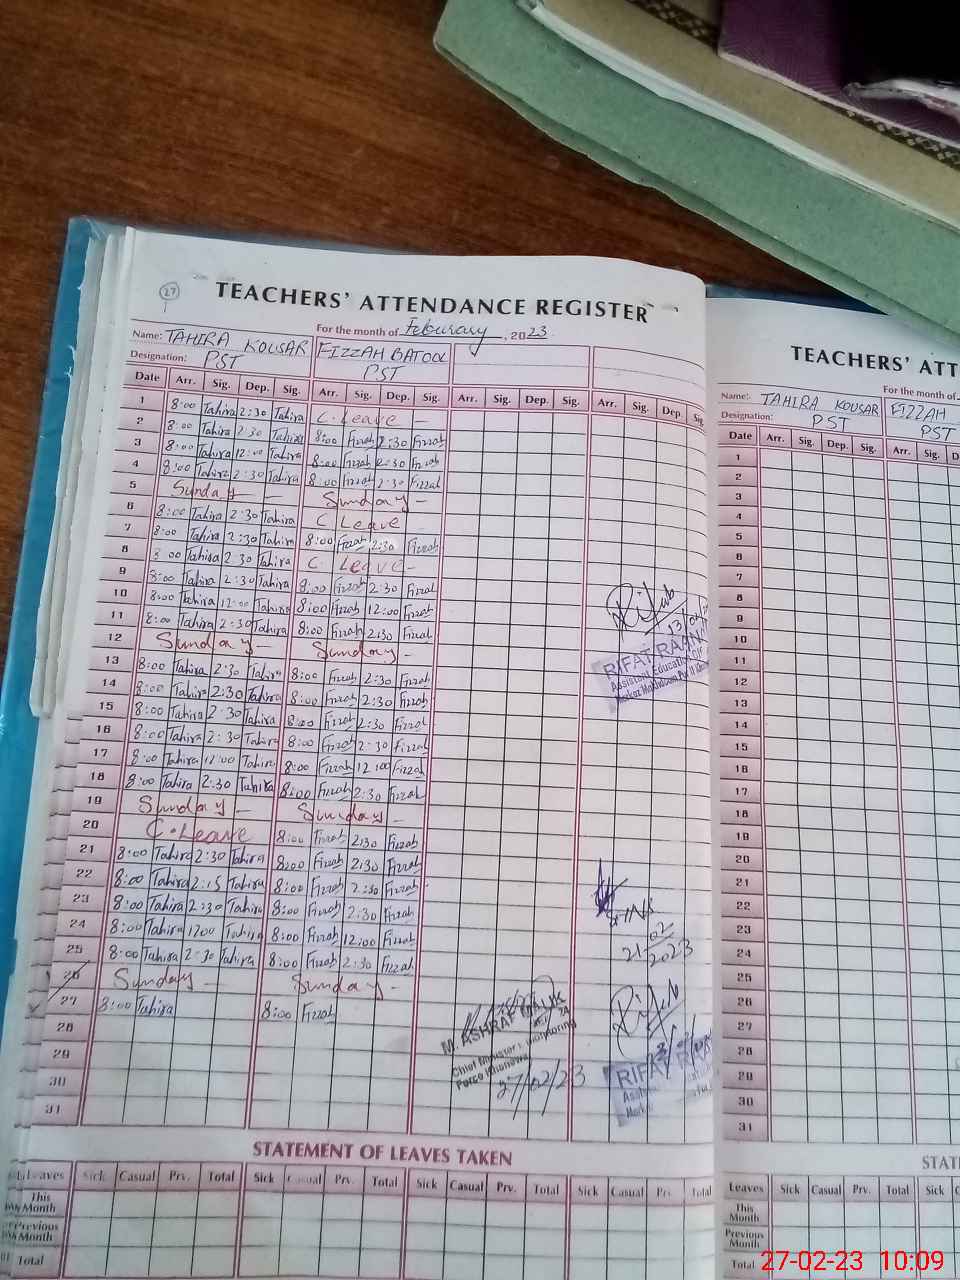 27
TEACHERS' ATTENDANCE REGISTER
For the month of Feburary, 2023
Name: TAHIRA KOUSAR FIZZAH BATOOL
Designation: PST PST
Date Arr. Sig. Dep. Sig. Arr. Sig. Dep. Sig. Arr. Sig. Dep. Sig. Arr. Sig. Dep. Sig
1 8:00 Tahira 2:30 Tahira C. Leave -
2 8:00 Tahira 2:30 Tahira 8:00 Fizzah 2:30 Fizzah
3 8:00 Tahira 12:00 Tahira 8:00 Fizzah 2:30 Fizzah
4 8:00 Tahira 2:30 Tahira 8:00 Fizzah 2:30 Fizzah
5 Sunday - Sunday -
6 8:00 Tahira 2:30 Tahira C Leave
7 8:00 Tahira 2:30 Tahira 8:00 Fizzah 2:30 Fizzah
8 8:00 Tahira 2:30 Tahira C. Leave -
9 8:00 Tahira 2:30 Tahira 8:00 Fizzah 2:30 Fizzah
10 8:00 Tahira 12:00 Tahira 8:00 Fizzah 12:00 Fizzah
11 8:00 Tahira 2:30 Tahira 8:00 Fizzah 2:30 Fizzah
12 Sunday - Sunday -
13 8:00 Tahira 2:30 Tahira 8:00 Fizzah 2:30 Fizzah
14 8:00 Tahira 2:30 Tahira 8:00 Fizzah 2:30 Fizzah
15 8:00 Tahira 2:30 Tahira 8:00 Fizzah 2:30 Fizzah
16 8:00 Tahira 2:30 Tahira 8:00 Fizzah 2:30 Fizzah
17 8:00 Tahira 12:00 Tahira 8:00 Fizzah 12:00 Fizzah
18 8:00 Tahira 2:30 Tahira 8:00 Fizzah 2:30 Fizzah
19 Sunday - Sunday -
20 C. Leave 8:00 Fizzah 2:30 Fizzah
21 8:00 Tahira 2:30 Tahira 8:00 Fizzah 2:30 Fizzah
22 8:00 Tahira 2:15 Tahira 8:00 Fizzah 2:30 Fizzah
23 8:00 Tahira 2:30 Tahira 8:00 Fizzah 2:30 Fizzah
24 8:00 Tahira 1200 Tahira 8:00 Fizzah 12:00 Fizzah
25 8:00 Tahira 2:30 Tahira 8:00 Fizzah 2:30 Fizzah
26 Sunday - Sunday -
27 8:00 Tahira 8:00 Fizzah
28
29
30
31
RIFAT RAANA
Assistant Education
21-02
2023
M. ASHRAF MALIK
Chief Minister's Monitoring
Force Khanewal
27/02/23
RIFAT
STATEMENT OF LEAVES TAKEN
Leaves Sick Casual Prv. Total Sick Casual Prv. Total Sick Casual Prv. Total Sick Casual Total
This Month
Previous Month
Total
TEACHERS' ATT
For the month of
Name: TAHIRA KOUSAR FIZZAH
Designation: PST PST
Date Arr. Sig. Dep. Sig. Arr. Sig. D
1
2
3
4
5
6
7
8
9
10
11
12
13
14
15
16
17
18
19
20
21
22
23
24
25
26
27
28
29
30
31
STAT
Leaves Sick Casual Prv. Total Sick
This Month
Previous Month
Total
27-02-23 10:09